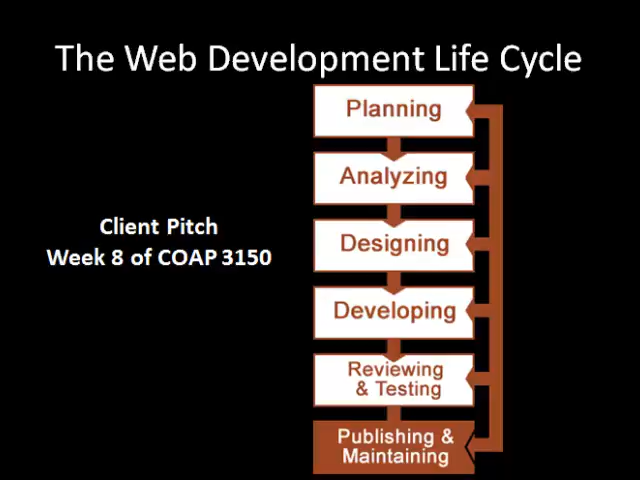 The Web Development Life Cycle
Planning
Analyzing
Client Pitch
Week 8 of COAP 3150
Designing
Developing
Reviewing
& Testing
Publishing &
Maintaining